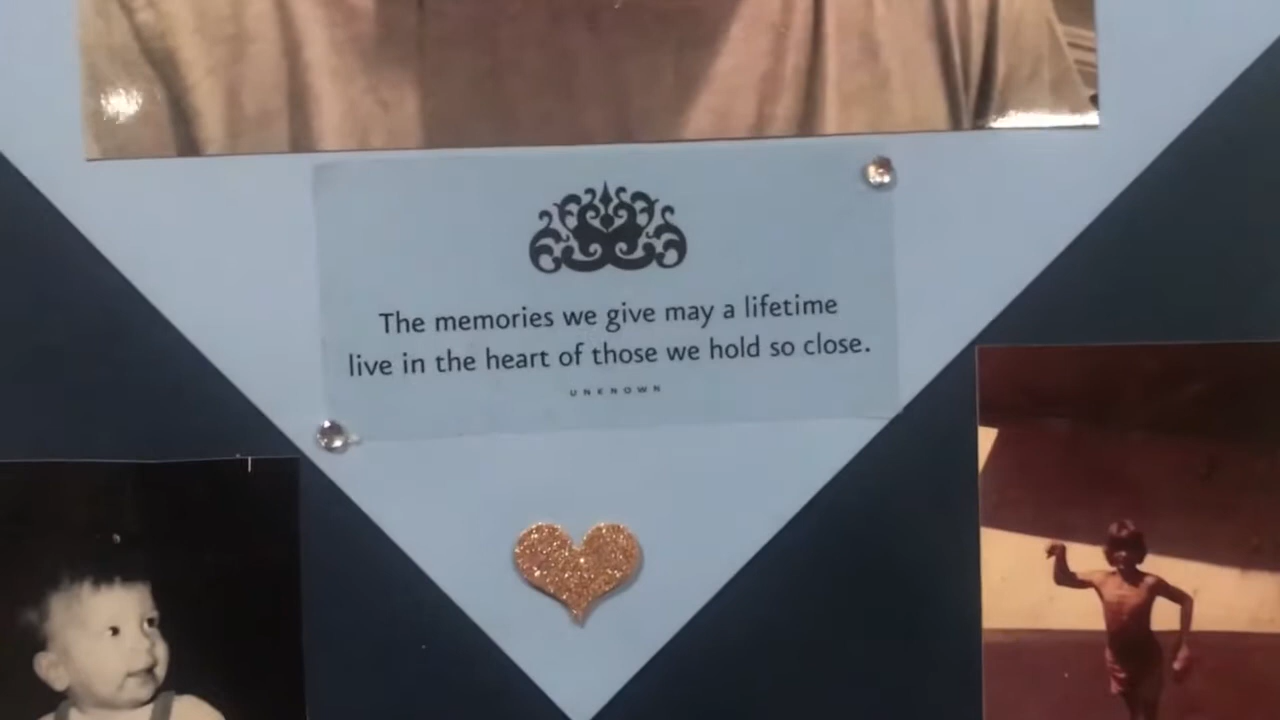 The memories we give may a lifetime
live in the heart of those we hold so close.
UNKNOWN